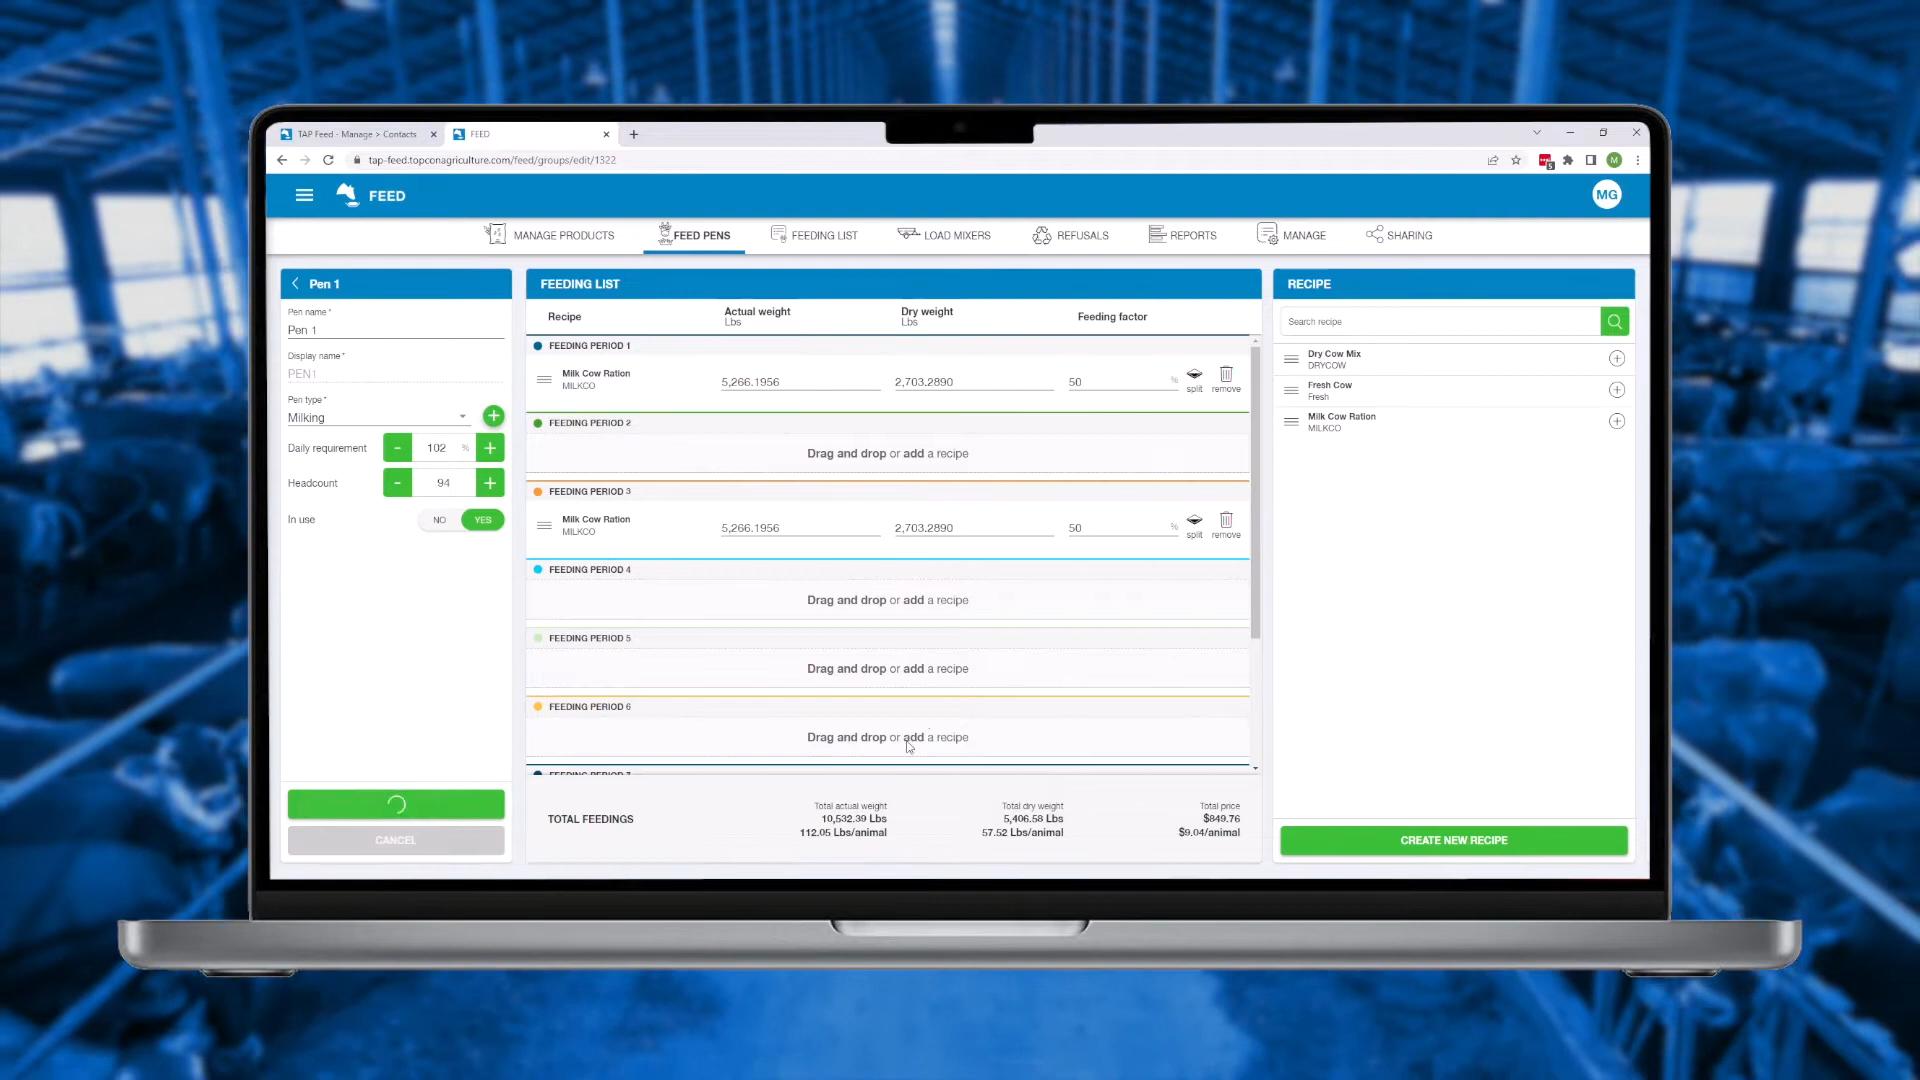 TAP Feed - Manage > Contacts
FEED
tap-feed.topconagriculture.com/feed/groups/edit/1322
M
FEED
MG
MANAGE PRODUCTS
FEED PENS
FEEDING LIST
LOAD MIXERS
REFUSALS
REPORTS
MANAGE
SHARING
Pen 1
Pen name *
Pen 1
Display name *
PEN1
Pen type *
Milking
+
Daily requirement
- 102 % +
Headcount
- 94 +
In use
NO YES
CANCEL
FEEDING LIST
Recipe
Actual weight
Lbs
Dry weight
Lbs
Feeding factor
FEEDING PERIOD 1
Milk Cow Ration
MILKCO
5,266.1956
2,703.2890
50 %
split
remove
FEEDING PERIOD 2
Drag and drop or add a recipe
FEEDING PERIOD 3
Milk Cow Ration
MILKCO
5,266.1956
2,703.2890
50 %
split
remove
FEEDING PERIOD 4
Drag and drop or add a recipe
FEEDING PERIOD 5
Drag and drop or add a recipe
FEEDING PERIOD 6
Drag and drop or add a recipe
FEEDING PERIOD 7
TOTAL FEEDINGS
Total actual weight
10,532.39 Lbs
112.05 Lbs/animal
Total dry weight
5,406.58 Lbs
57.52 Lbs/animal
Total price
$849.76
$9.04/animal
RECIPE
Search recipe
Dry Cow Mix
DRYCOW
Fresh Cow
Fresh
Milk Cow Ration
MILKCO
CREATE NEW RECIPE